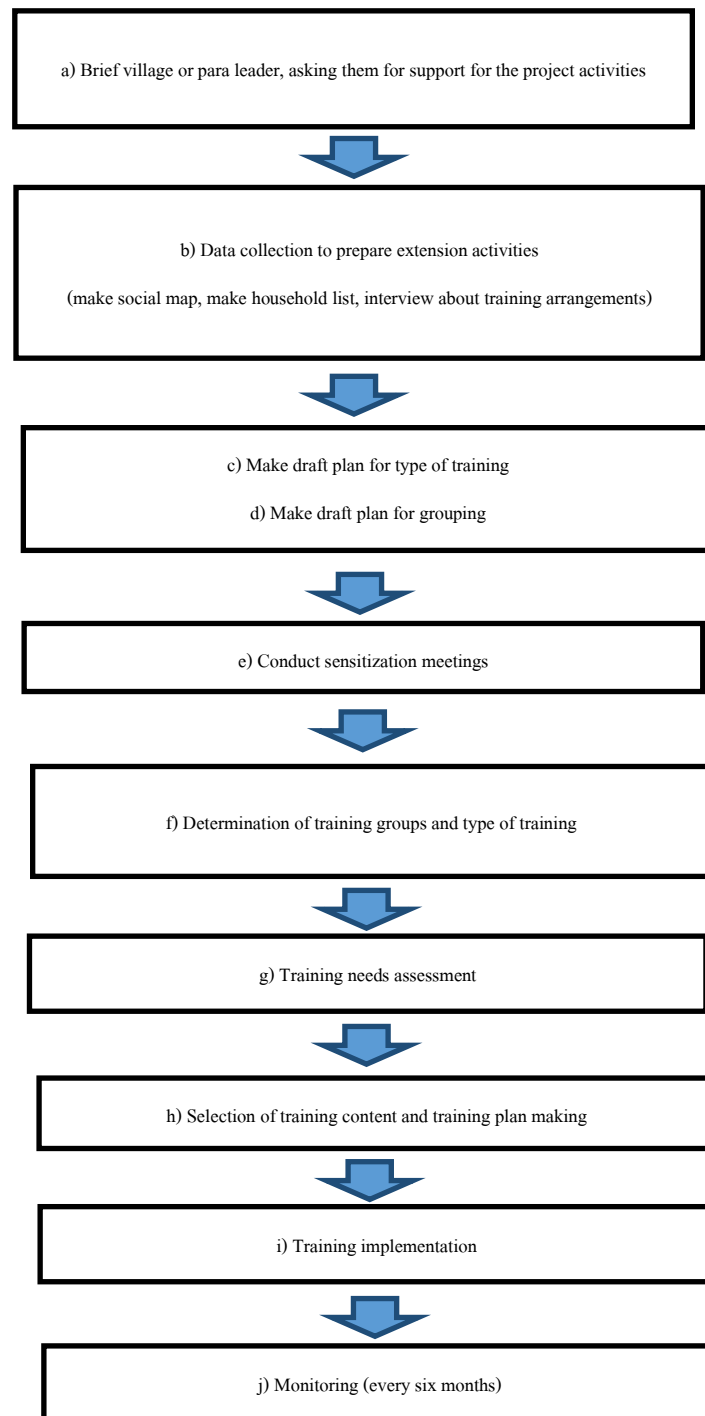 a) Brief village or para leader, asking them for support for the project activities
b) Data collection to prepare extension activities
(make social map, make household list, interview about training arrangements)
c) Make draft plan for type of training
d) Make draft plan for grouping
e) Conduct sensitization meetings
f) Determination of training groups and type of training
g) Training needs assessment
h) Selection of training content and training plan making
i) Training implementation
j) Monitoring (every six months)